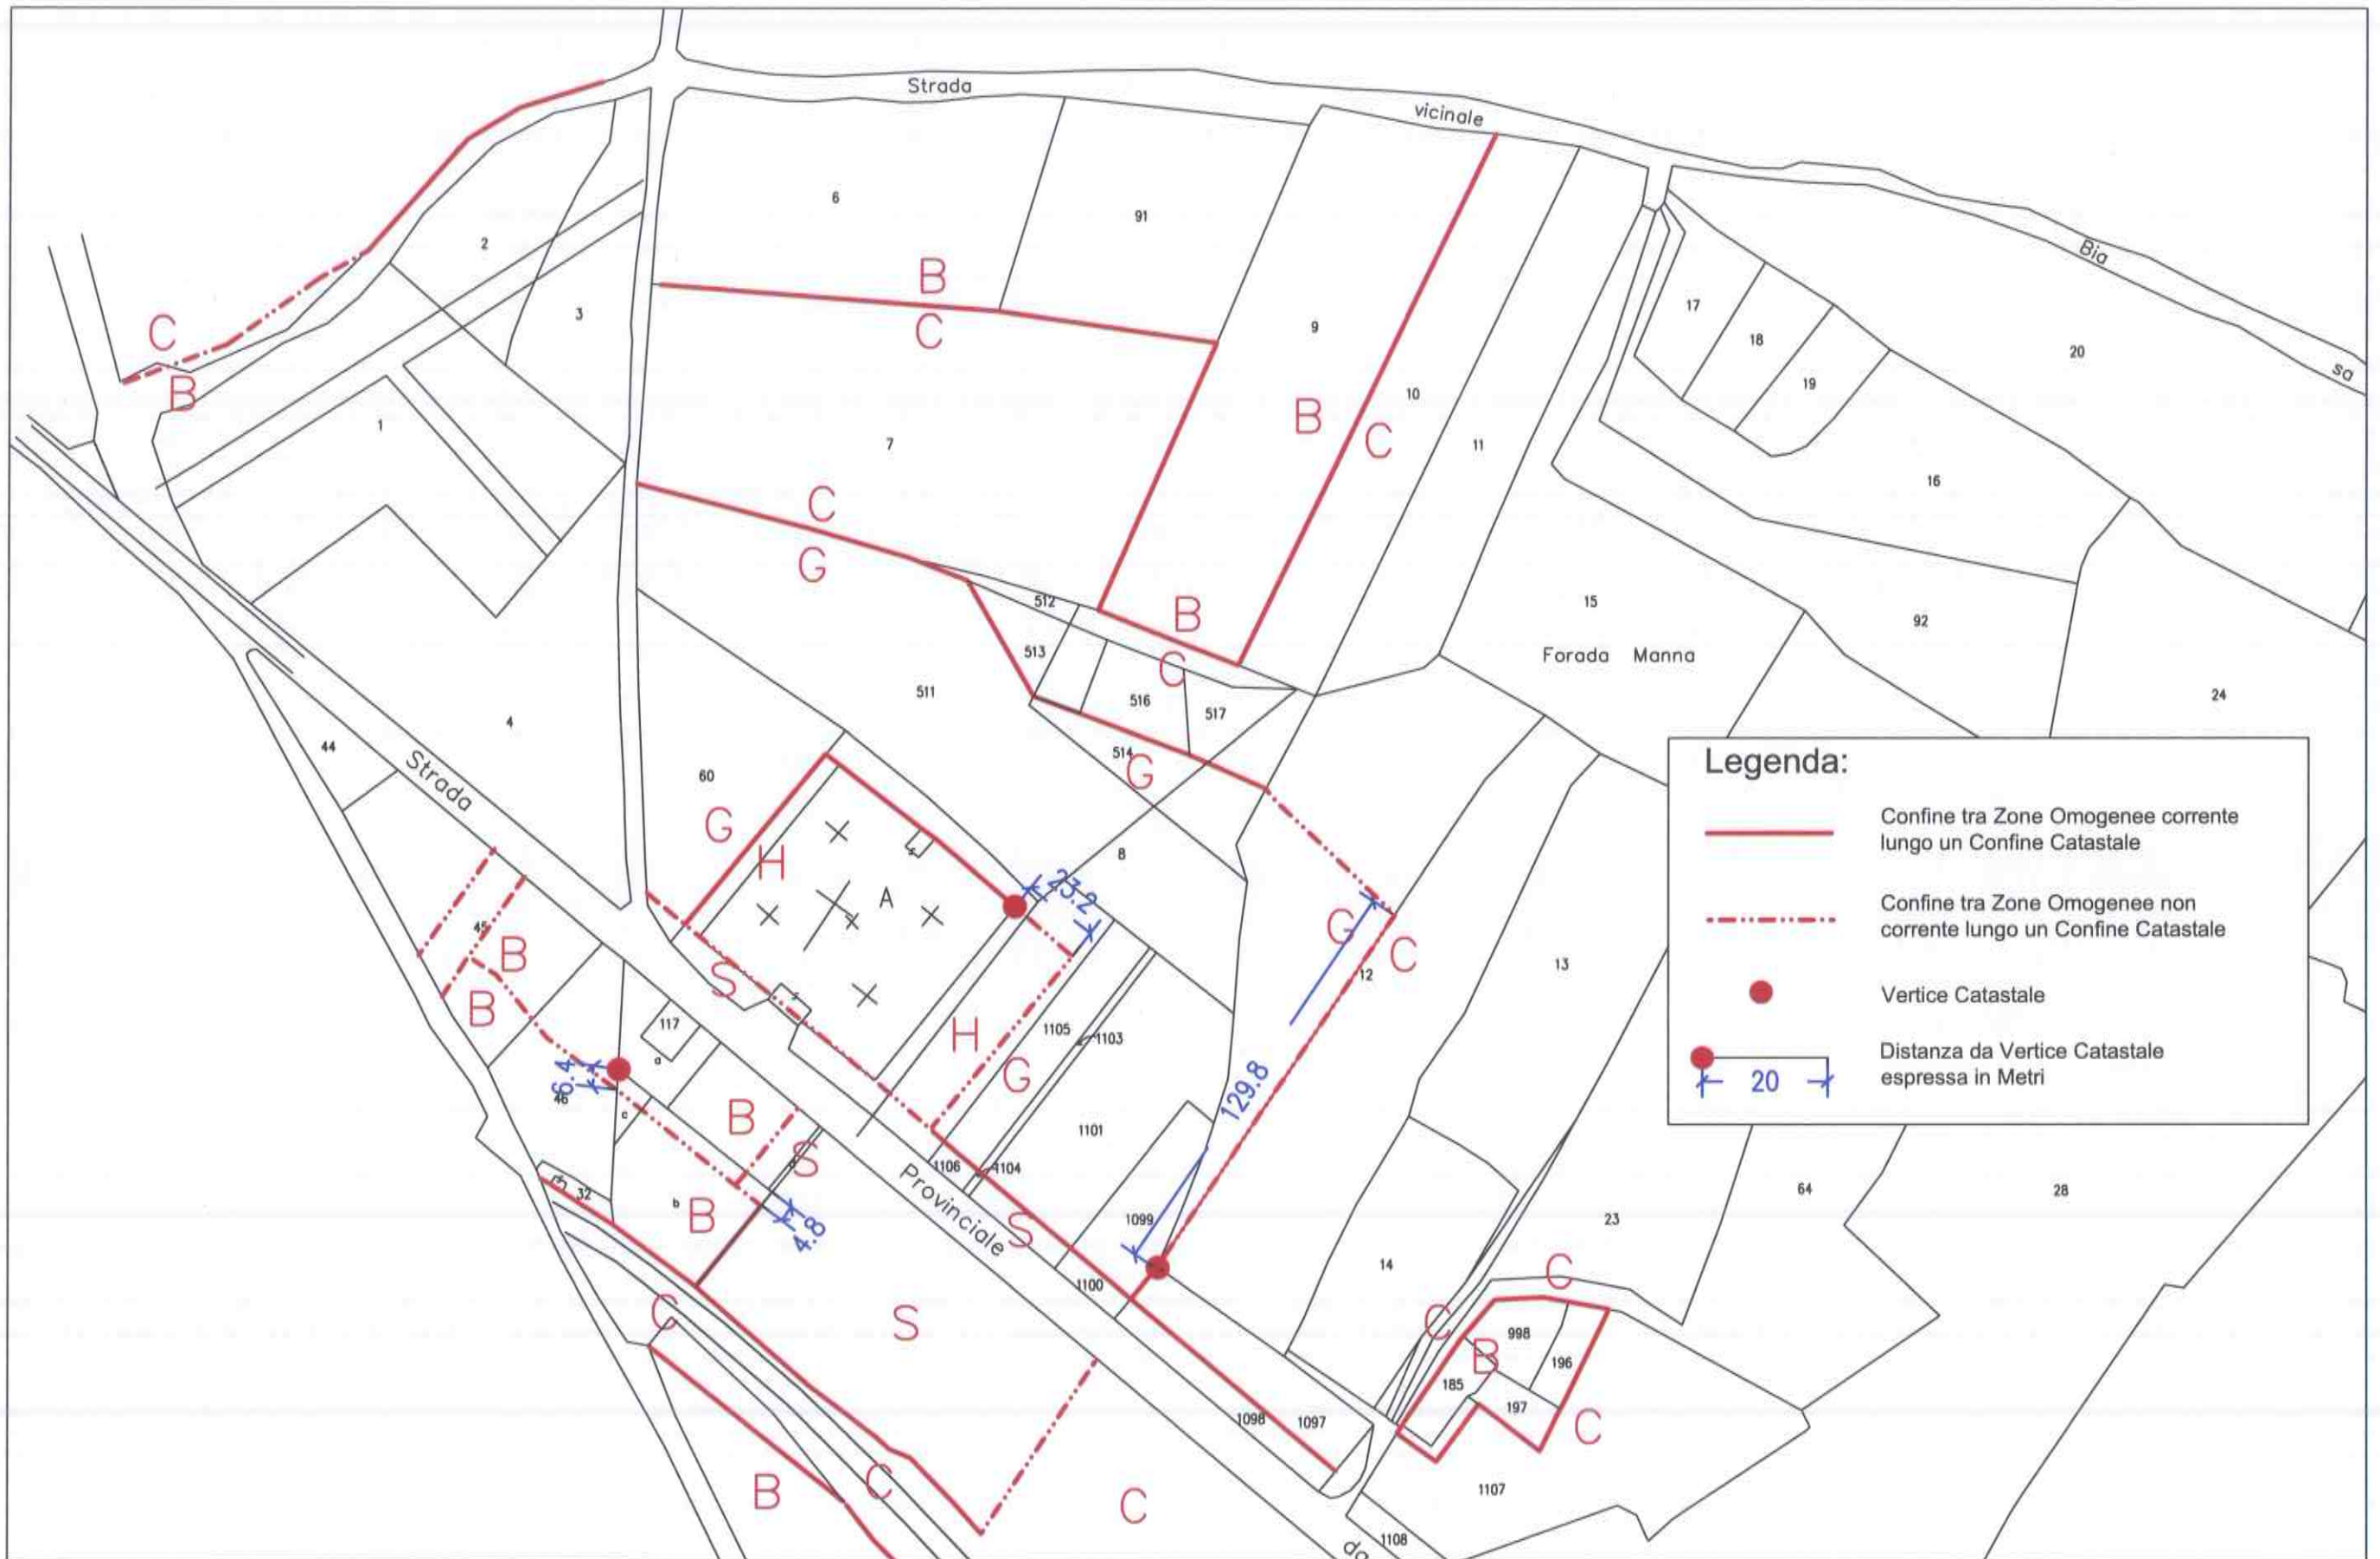 Strada
vicinale
Bia
sa
6
91
2
3
B
C
C
B
1
7
9
10
11
B
C
17
18
19
20
16
C
G
512
513
B
C
15
92
Forada Manna
24
511
516
517
514
G
4
44
Strada
60
G
H
A
8
23.2
G
C
12
13
45
B
B
S
H
1105
1103
G
117
a
6.4
46
c
B
S
b
B
4.8
1101
129.8
1106
1104
Provinciale
S
1099
1100
32
C
S
14
23
64
28
C
C
B
998
196
185
197
C
1098
1097
1107
1108
B
C
C
da
Legenda:
Confine tra Zone Omogenee corrente
lungo un Confine Catastale
Confine tra Zone Omogenee non
corrente lungo un Confine Catastale
Vertice Catastale
Distanza da Vertice Catastale
espressa in Metri
20